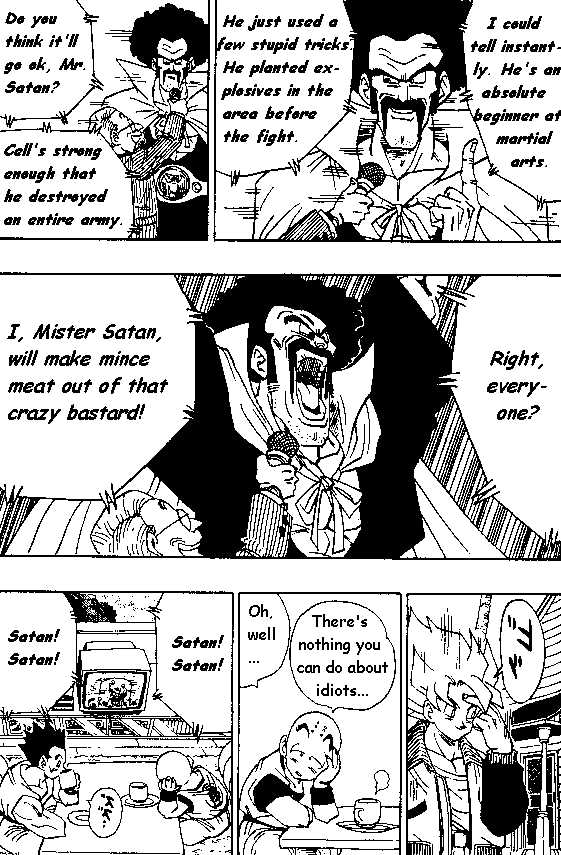 Do you
think it'll
go ok, Mr.
Satan?
Cell's strong
enough that
he destroyed
an entire army.
He just used a
few stupid tricks.
He planted ex-
plosives in the
area before
the fight.
I could
tell instant-
ly. He's an
absolute
beginner at
martial
arts.
I, Mister Satan,
will make mince
meat out of that
crazy bastard!
Right,
every-
one?
Satan!
Satan!
Satan!
Satan!
Oh,
well
...
There's
nothing you
can do about
idiots...